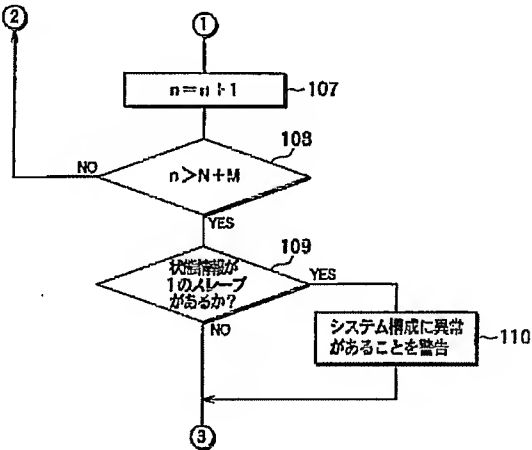 ②
①
n=n+1
107
108
n>N+M
NO
YES
109
状態情報が
1のスレーブ
があるか?
YES
NO
システム構成に異常
があることを警告
110
③